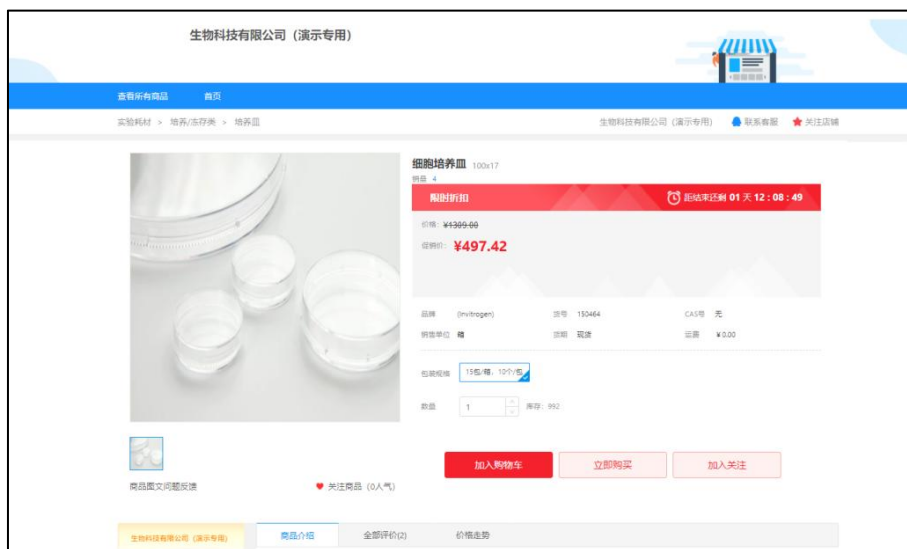 生物科技有限公司（演示专用）
查看所有商品 首页
实验耗材 > 培养/冻存类 > 培养皿
生物科技有限公司（演示专用） 联系客服 关注店铺
细胞培养皿 100x17
销量 4
限时折扣 距结束还剩 01 天 12 : 08 : 49
价格: ¥1309.00
促销价: ¥497.42
品牌 (Invitrogen) 货号 150464 CAS号 无
销售单位 箱 货期 现货 运费 ¥ 0.00
包装规格 15包/箱，10个/包
数量 1 库存: 992
加入购物车 立即购买 加入关注
商品图文问题反馈 关注商品（0人气）
生物科技有限公司（演示专用） 商品介绍 全部评价(2) 价格走势